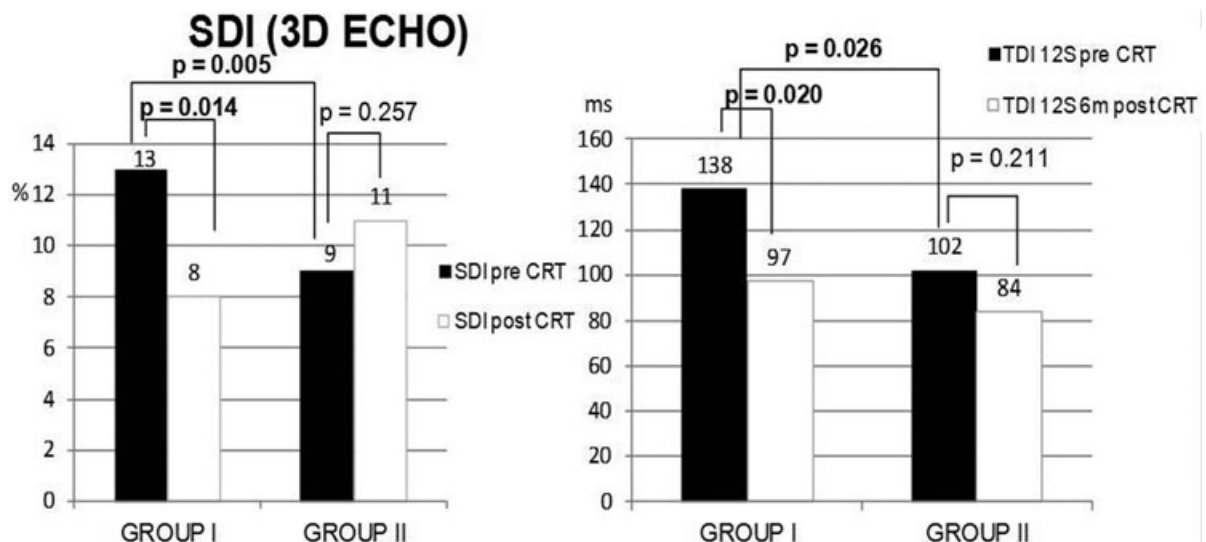 SDI (3D ECHO)
p = 0.005
p = 0.014
p = 0.257
14
12
10
8
6
4
2
0
%
13
8
9
11
GROUP I
GROUP II
SDI pre CRT
SDI post CRT
p = 0.026
p = 0.020
p = 0.211
TDI 12S pre CRT
TDI 12S 6m post CRT
ms
160
140
120
100
80
60
40
20
0
138
97
102
84
GROUP I
GROUP II